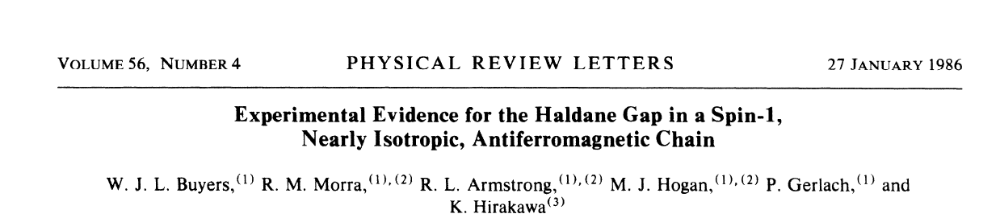 VOLUME 56, NUMBER 4 PHYSICAL REVIEW LETTERS 27 JANUARY 1986
Experimental Evidence for the Haldane Gap in a Spin-1,
Nearly Isotropic, Antiferromagnetic Chain
W. J. L. Buyers,(1) R. M. Morra,(1),(2) R. L. Armstrong,(1),(2) M. J. Hogan,(1),(2) P. Gerlach,(1) and
K. Hirakawa(3)